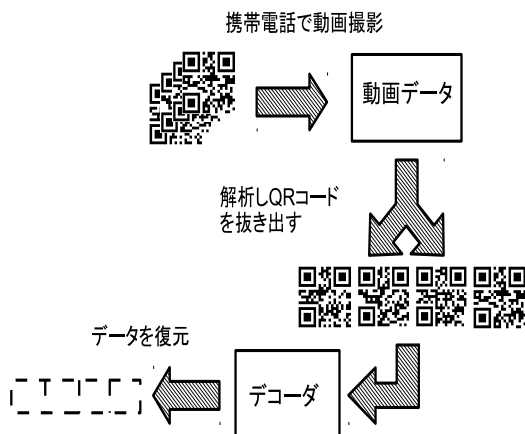 携帯電話で動画撮影
動画データ
解析しQRコード
を抜き出す
データを復元
デコーダ